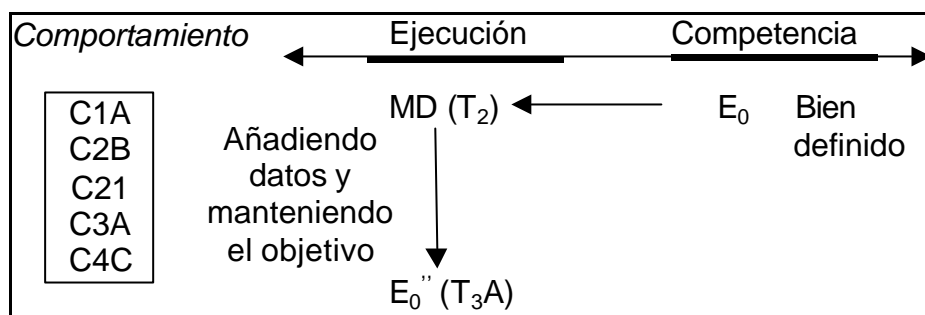 Comportamiento Ejecución Competencia
C1A
C2B
C21
C3A
C4C
Añadiendo
datos y
manteniendo
el objetivo
MD (T₂)
E₀'' (T₃A)
E₀ Bien
definido